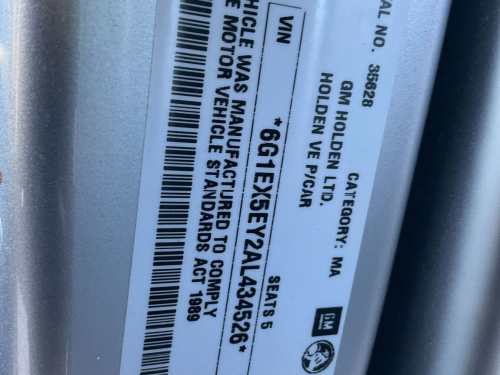 AL NO. 35628
GM HOLDEN LTD. CATEGORY: MA
HOLDEN VE P/CAR
GM
VIN *6G1EX5EY2AL434526* SEATS 5
HICLE WAS MANUFACTURED TO COMPLY
E MOTOR VEHICLE STANDARDS ACT 1989